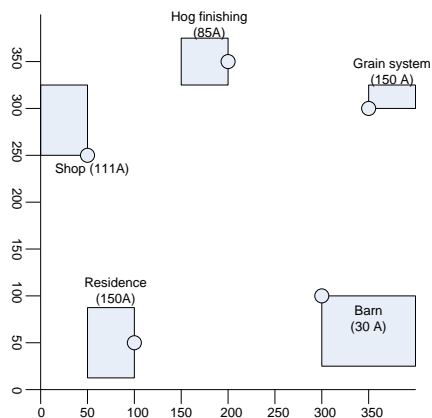 Hog finishing
(85A)
Grain system
(150 A)
Shop (111A)
Residence
(150A)
Barn
(30 A)
350
300
250
200
150
100
50
0
0 50 100 150 200 250 300 350